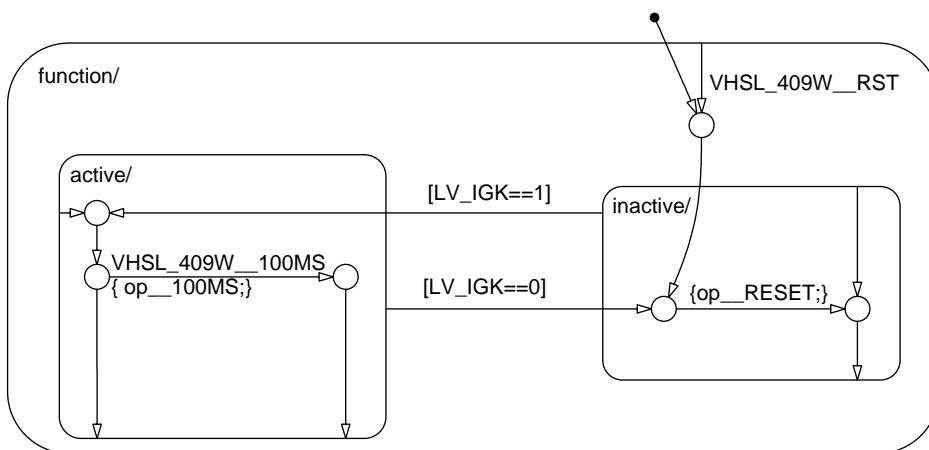 function/
VHSL_409W__RST
active/
[LV_IGK==1]
inactive/
VHSL_409W__100MS
{ op__100MS;}
[LV_IGK==0]
{op__RESET;}